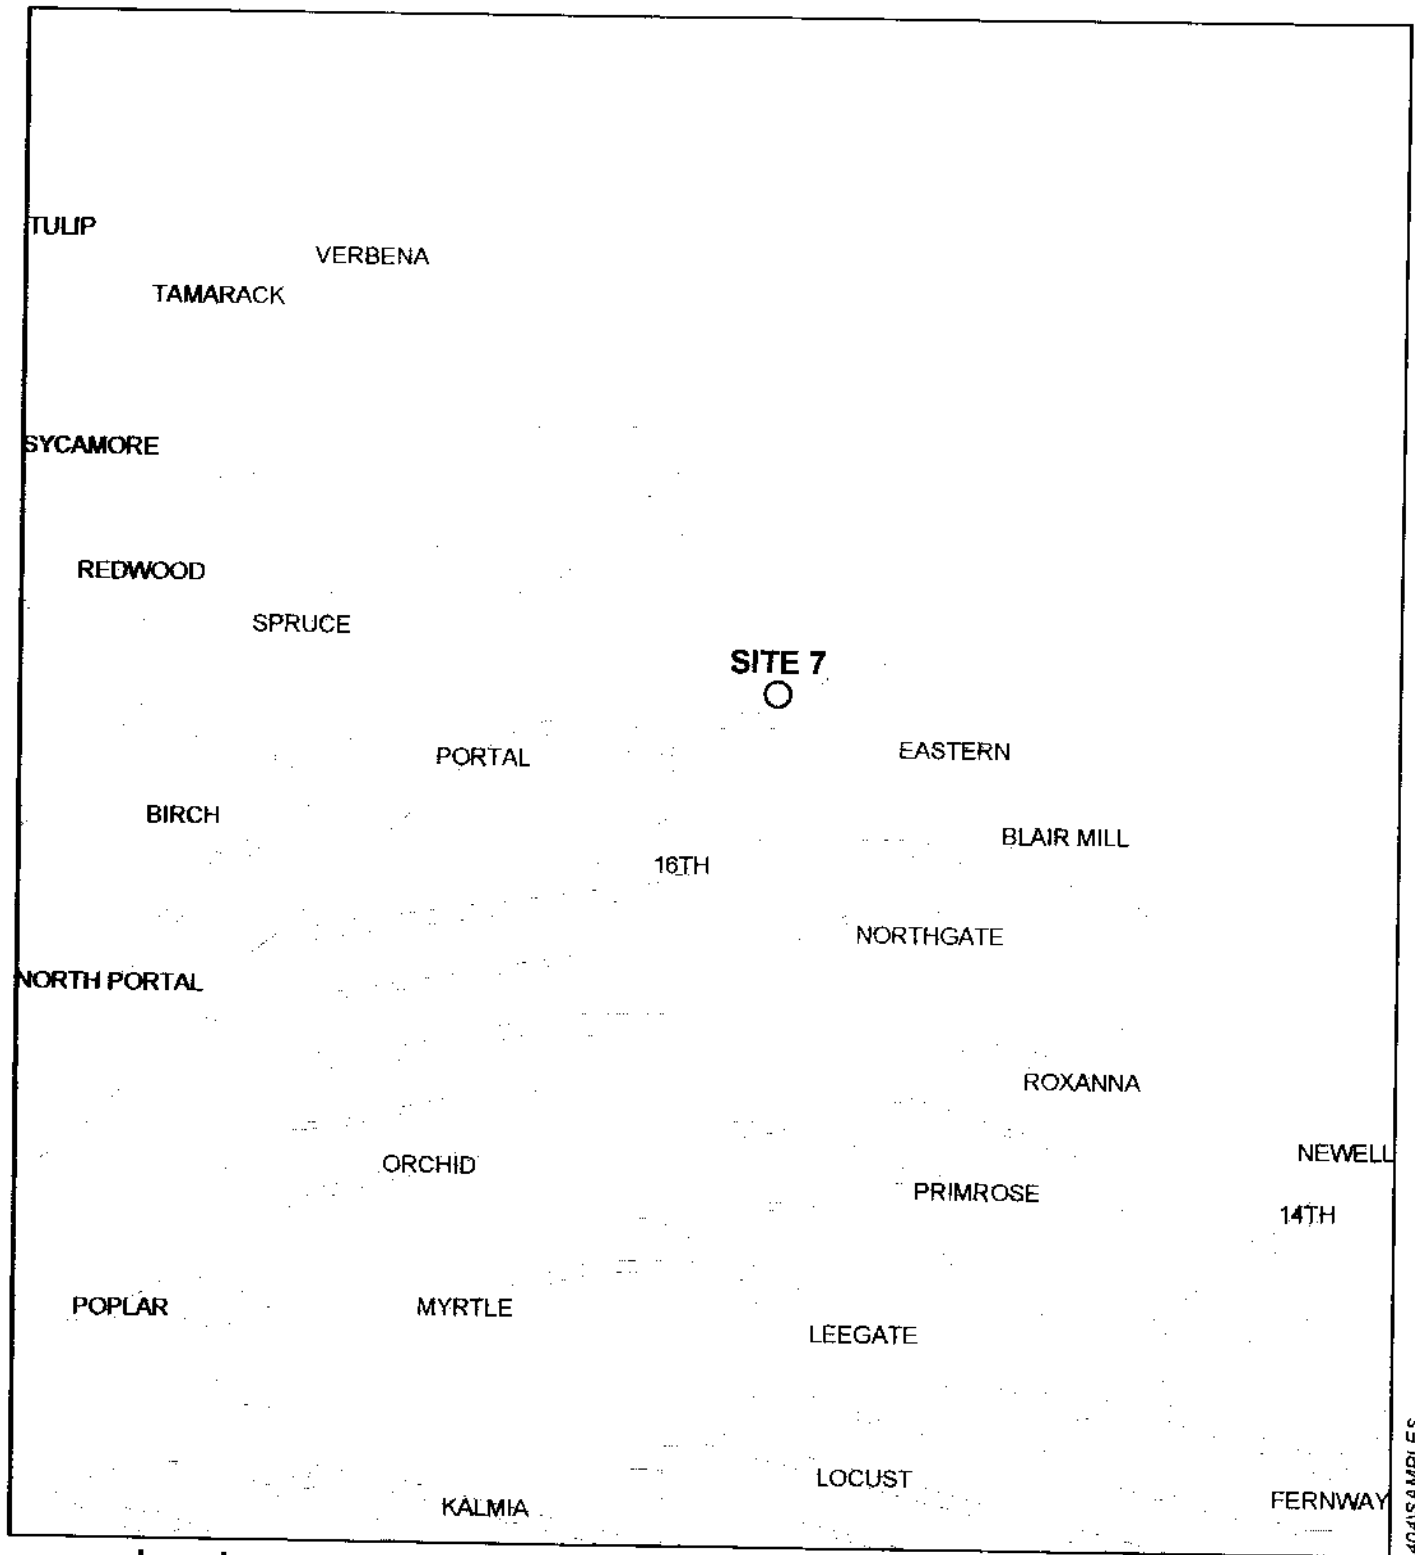 TULIP
VERBENA
TAMARACK
SYCAMORE
REDWOOD
SPRUCE
SITE 7
PORTAL
EASTERN
BIRCH
BLAIR MILL
16TH
NORTHGATE
NORTH PORTAL
ROXANNA
NEWELL
ORCHID
PRIMROSE
14TH
POPLAR
MYRTLE
LEEGATE
LOCUST
KALMIA
FERNWAY